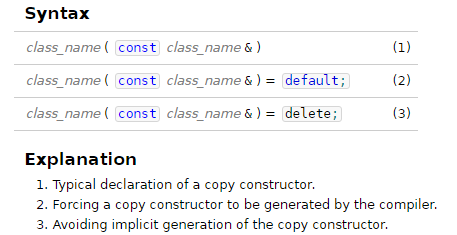 Syntax
class_name ( const class_name & ) (1)
class_name ( const class_name & ) = default; (2)
class_name ( const class_name & ) = delete; (3)
Explanation
1. Typical declaration of a copy constructor.
2. Forcing a copy constructor to be generated by the compiler.
3. Avoiding implicit generation of the copy constructor.